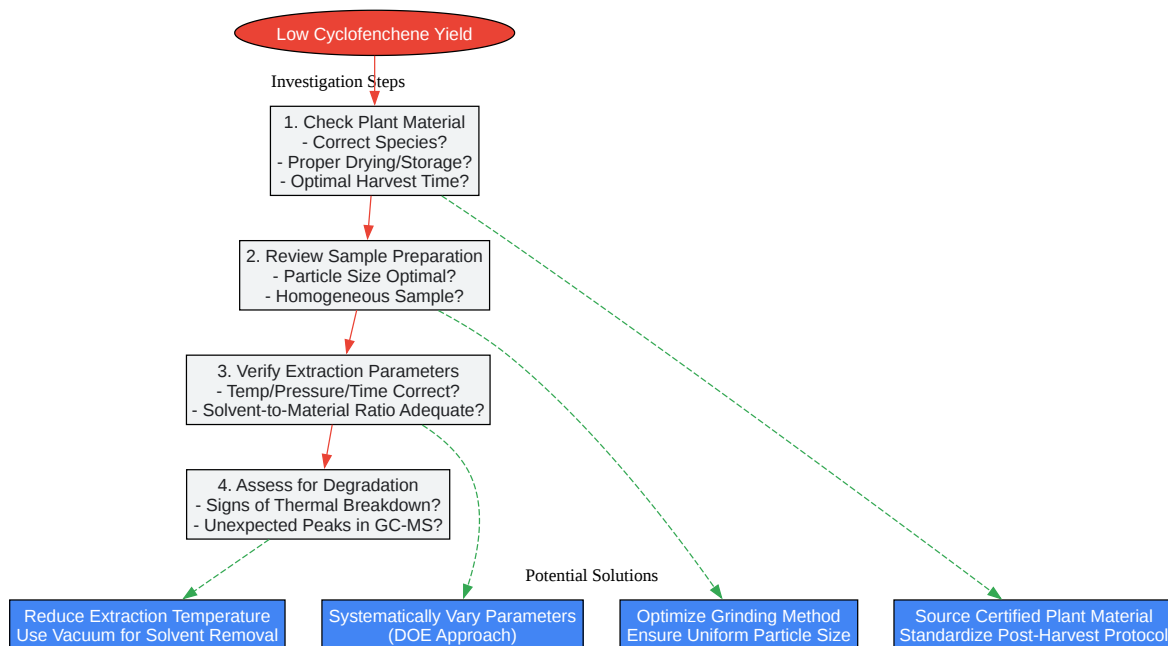 Low Cyclofenchene Yield
Investigation Steps
1. Check Plant Material
- Correct Species?
- Proper Drying/Storage?
- Optimal Harvest Time?
2. Review Sample Preparation
- Particle Size Optimal?
- Homogeneous Sample?
3. Verify Extraction Parameters
- Temp/Pressure/Time Correct?
- Solvent-to-Material Ratio Adequate?
4. Assess for Degradation
- Signs of Thermal Breakdown?
- Unexpected Peaks in GC-MS?
Potential Solutions
Reduce Extraction Temperature
Use Vacuum for Solvent Removal
Systematically Vary Parameters
(DOE Approach)
Optimize Grinding Method
Ensure Uniform Particle Size
Source Certified Plant Material
Standardize Post-Harvest Protocol